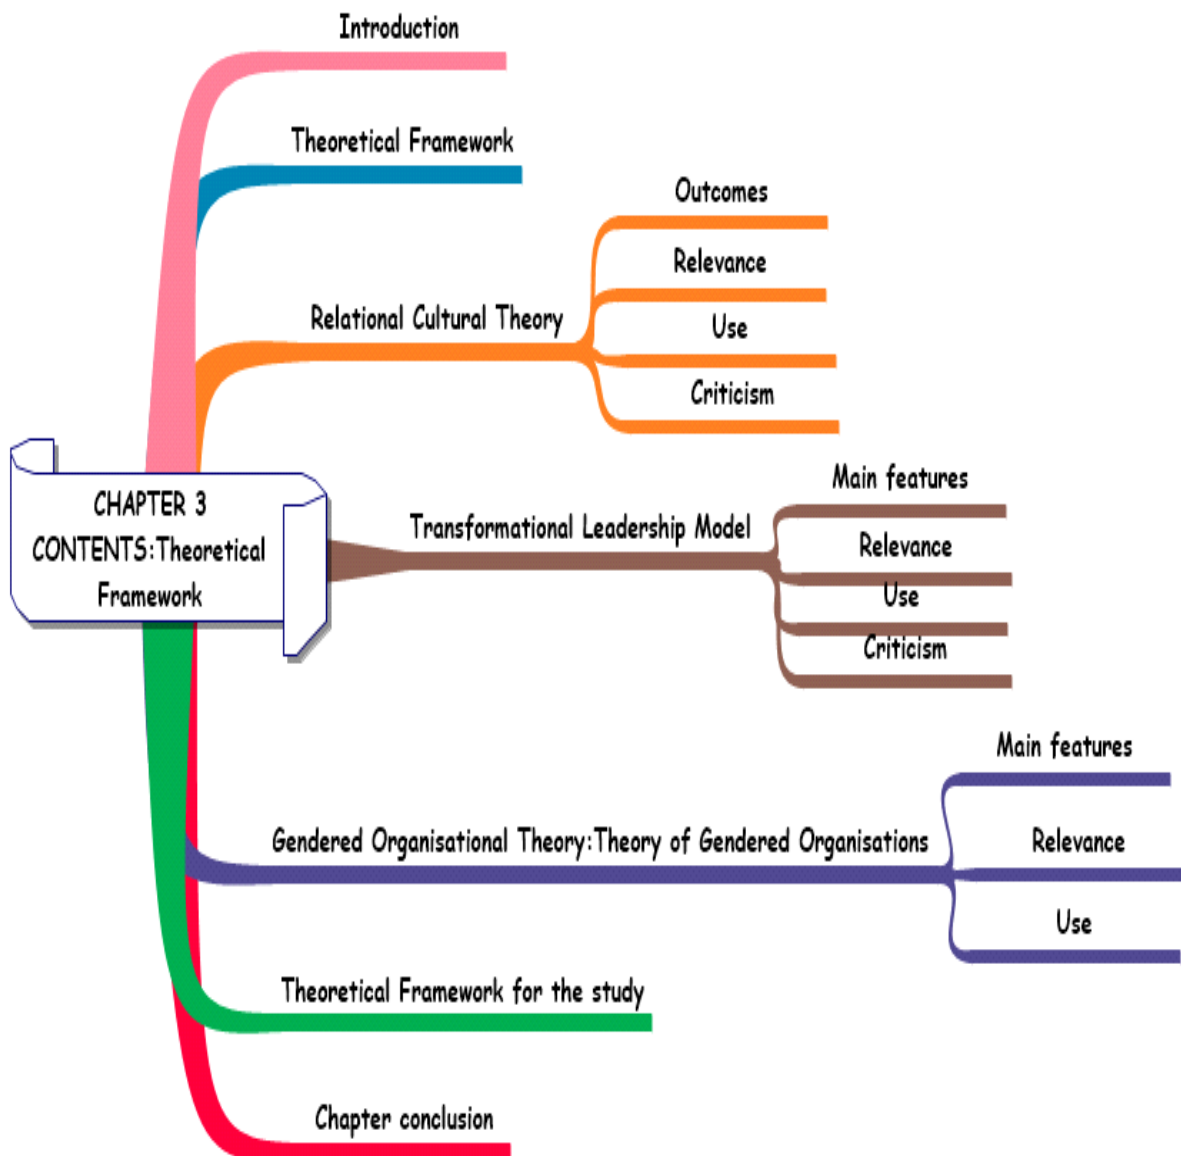 Introduction
Theoretical Framework
Relational Cultural Theory
Outcomes
Relevance
Use
Criticism
CHAPTER 3
CONTENTS:Theoretical
Framework
Transformational Leadership Model
Main features
Relevance
Use
Criticism
Gendered Organisational Theory:Theory of Gendered Organisations
Main features
Relevance
Use
Theoretical Framework for the study
Chapter conclusion